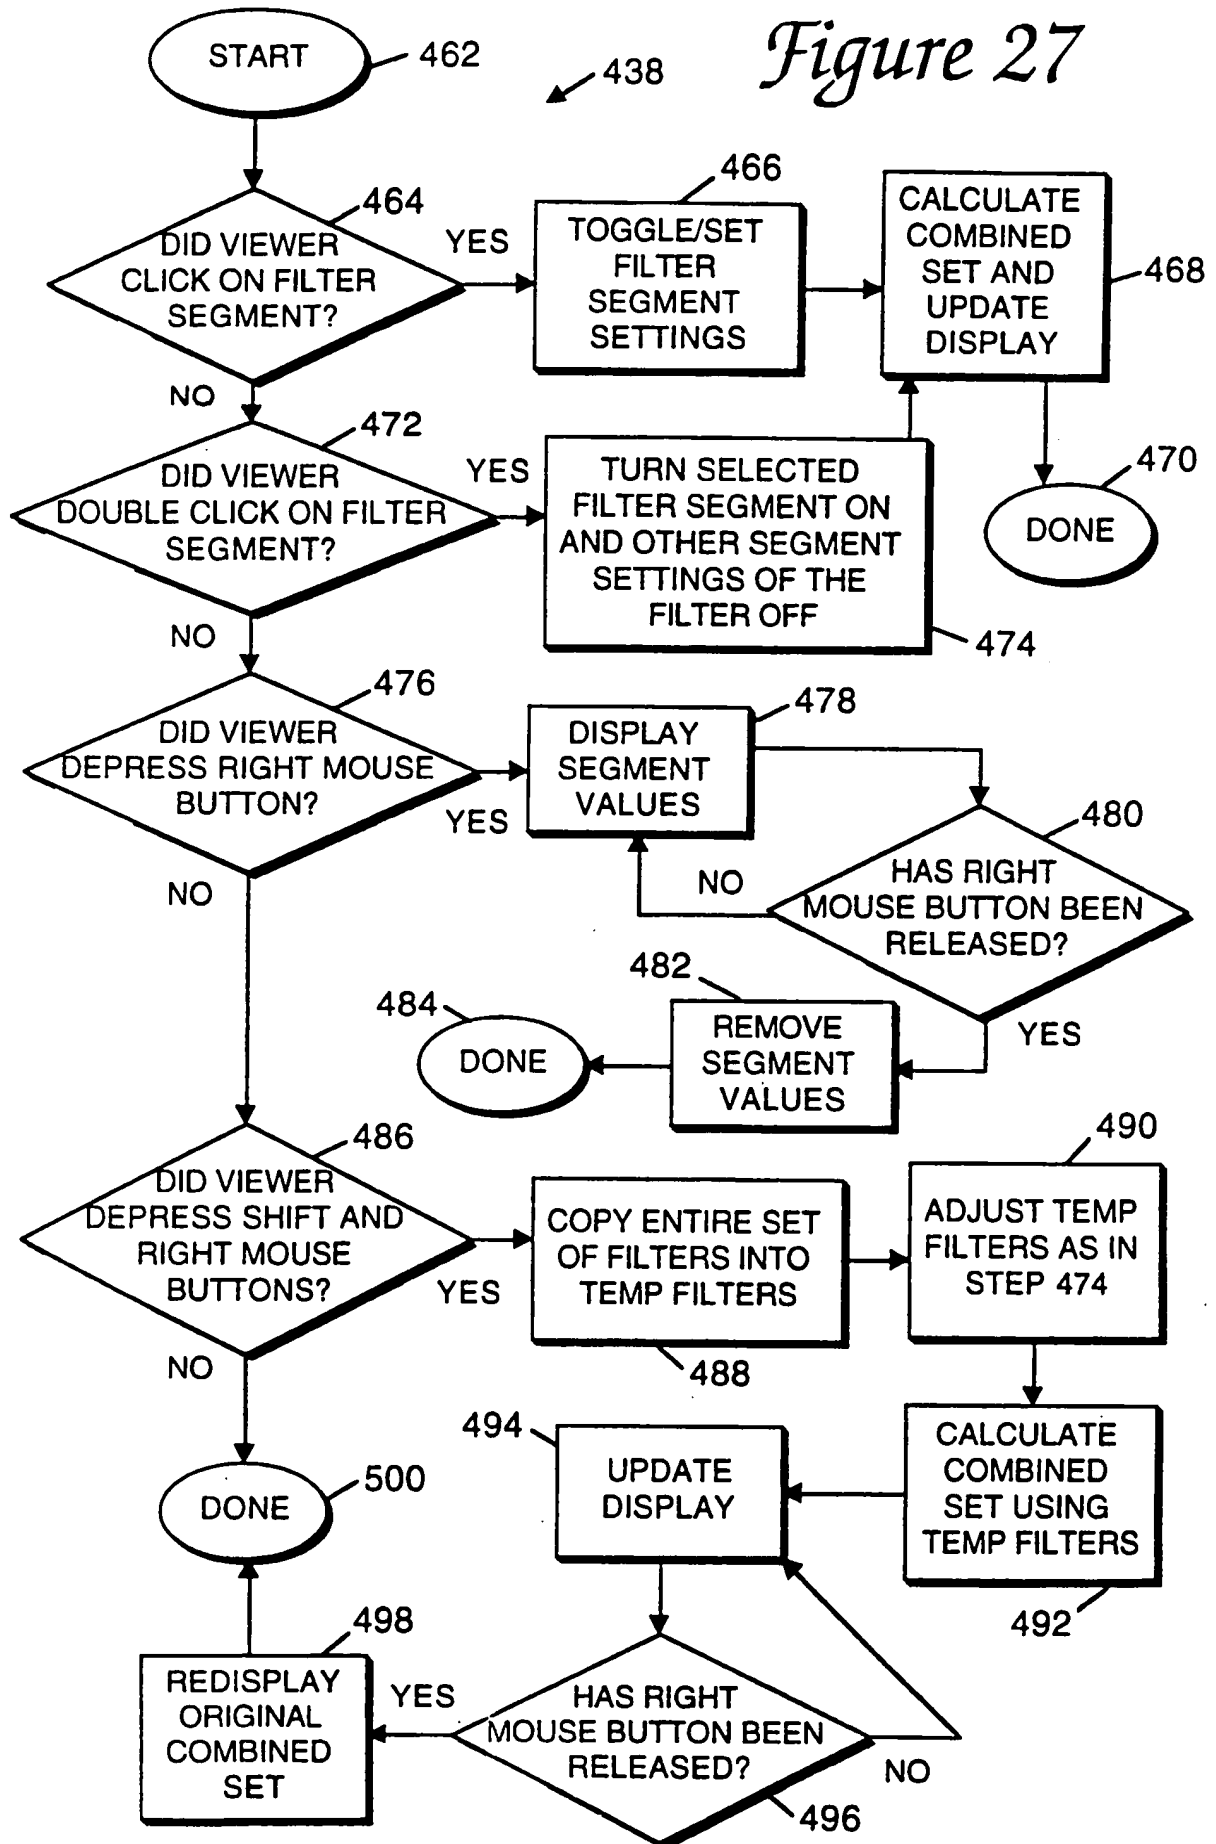 Figure 27
START
462
438
464
DID VIEWER
CLICK ON FILTER
SEGMENT?
YES
466
TOGGLE/SET
FILTER
SEGMENT
SETTINGS
CALCULATE
COMBINED
SET AND
UPDATE
DISPLAY
468
NO
470
DONE
472
DID VIEWER
DOUBLE CLICK ON FILTER
SEGMENT?
YES
TURN SELECTED
FILTER SEGMENT ON
AND OTHER SEGMENT
SETTINGS OF THE
FILTER OFF
474
NO
476
DID VIEWER
DEPRESS RIGHT MOUSE
BUTTON?
YES
478
DISPLAY
SEGMENT
VALUES
480
HAS RIGHT
MOUSE BUTTON BEEN
RELEASED?
NO
NO
YES
482
REMOVE
SEGMENT
VALUES
484
DONE
486
DID VIEWER
DEPRESS SHIFT AND
RIGHT MOUSE
BUTTONS?
YES
COPY ENTIRE SET
OF FILTERS INTO
TEMP FILTERS
488
490
ADJUST TEMP
FILTERS AS IN
STEP 474
NO
CALCULATE
COMBINED
SET USING
TEMP FILTERS
492
494
UPDATE
DISPLAY
500
DONE
498
REDISPLAY
ORIGINAL
COMBINED
SET
YES
HAS RIGHT
MOUSE BUTTON BEEN
RELEASED?
NO
496